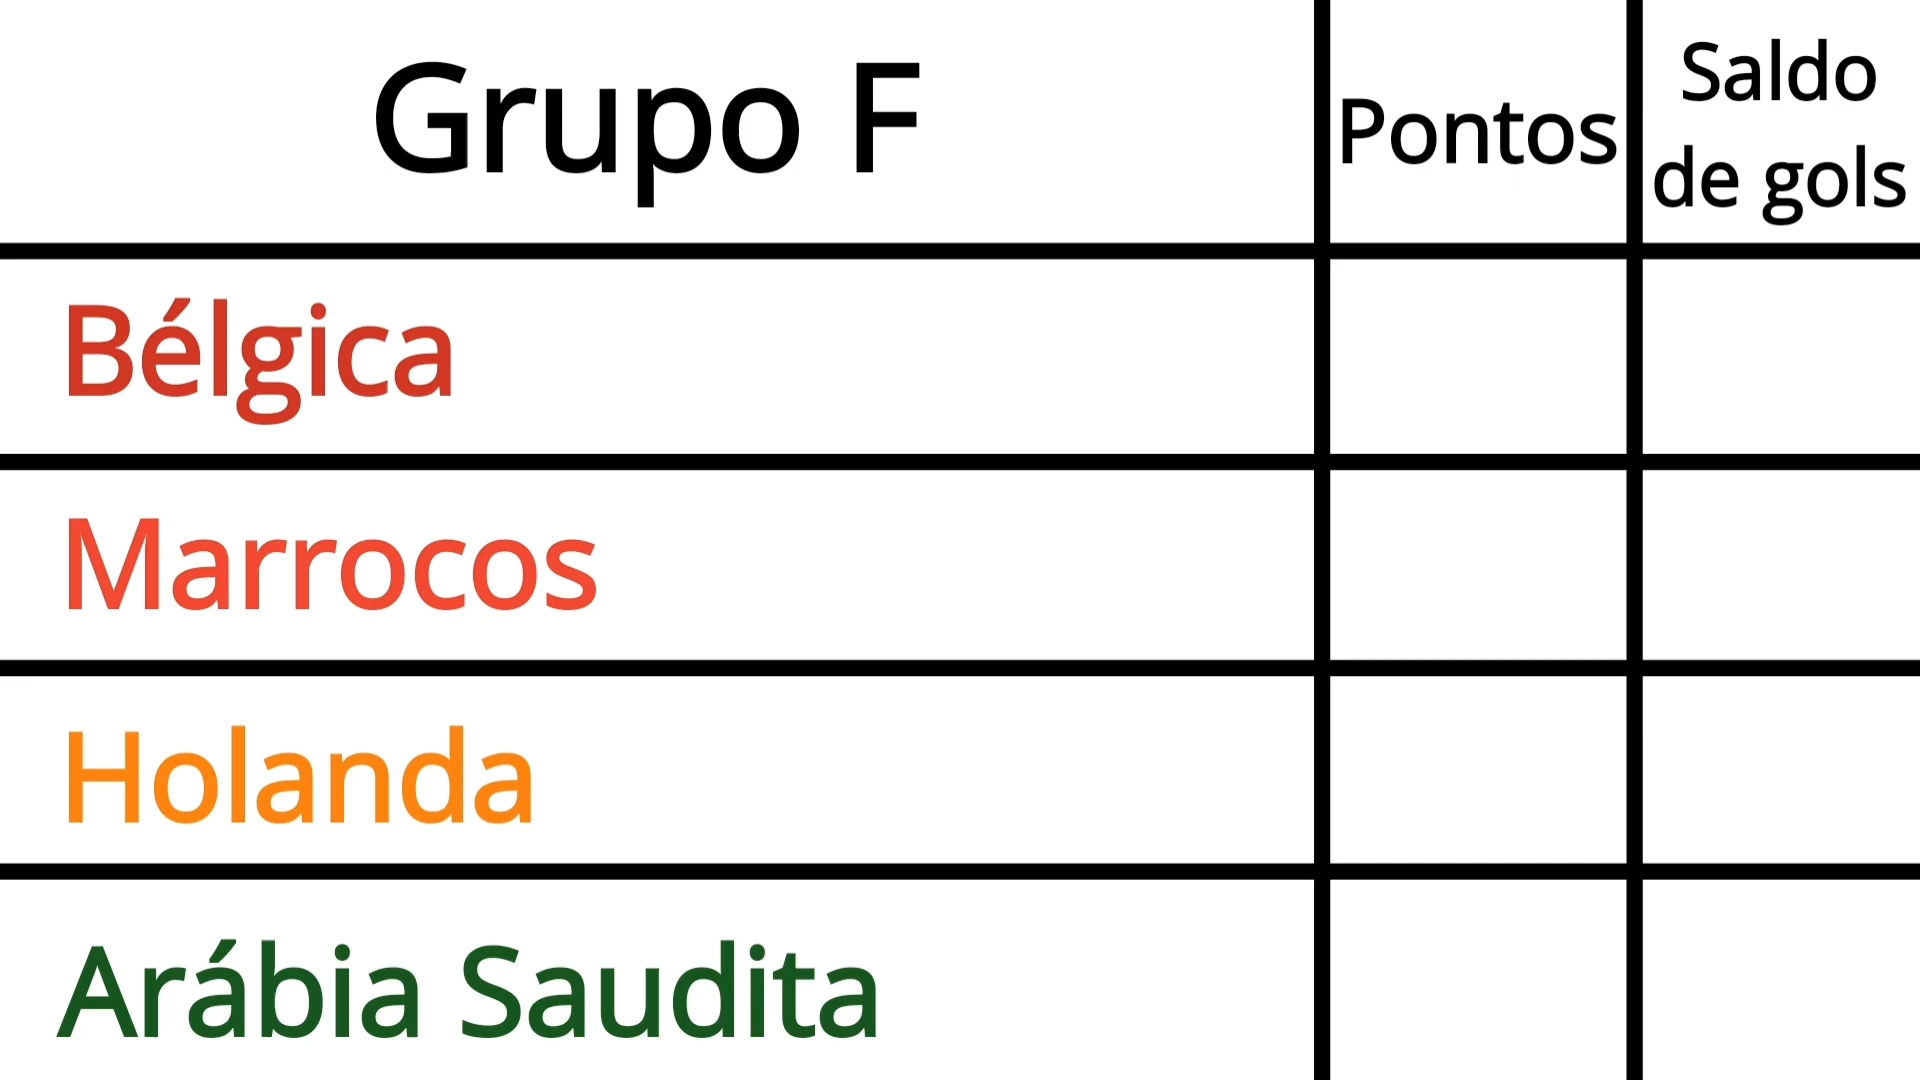 Grupo F
Pontos
Saldo
de gols
Bélgica
Marrocos
Holanda
Arábia Saudita